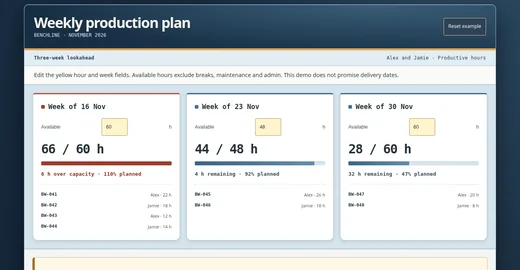 Weekly production plan
BENCHLINE · NOVEMBER 2026
Reset example
Three-week lookahead
Alex and Jamie · Productive hours
Edit the yellow hour and week fields. Available hours exclude breaks, maintenance and admin. This demo does not promise delivery dates.
Week of 16 Nov
Available 60 h
66 / 60 h
6 h over capacity · 110% planned
BW-041 Alex · 22 h
BW-042 Jamie · 18 h
BW-043 Alex · 12 h
BW-044 Jamie · 14 h
Week of 23 Nov
Available 48 h
44 / 48 h
4 h remaining · 92% planned
BW-045 Alex · 26 h
BW-046 Jamie · 18 h
Week of 30 Nov
Available 60 h
28 / 60 h
32 h remaining · 47% planned
BW-047 Alex · 20 h
BW-048 Jamie · 8 h